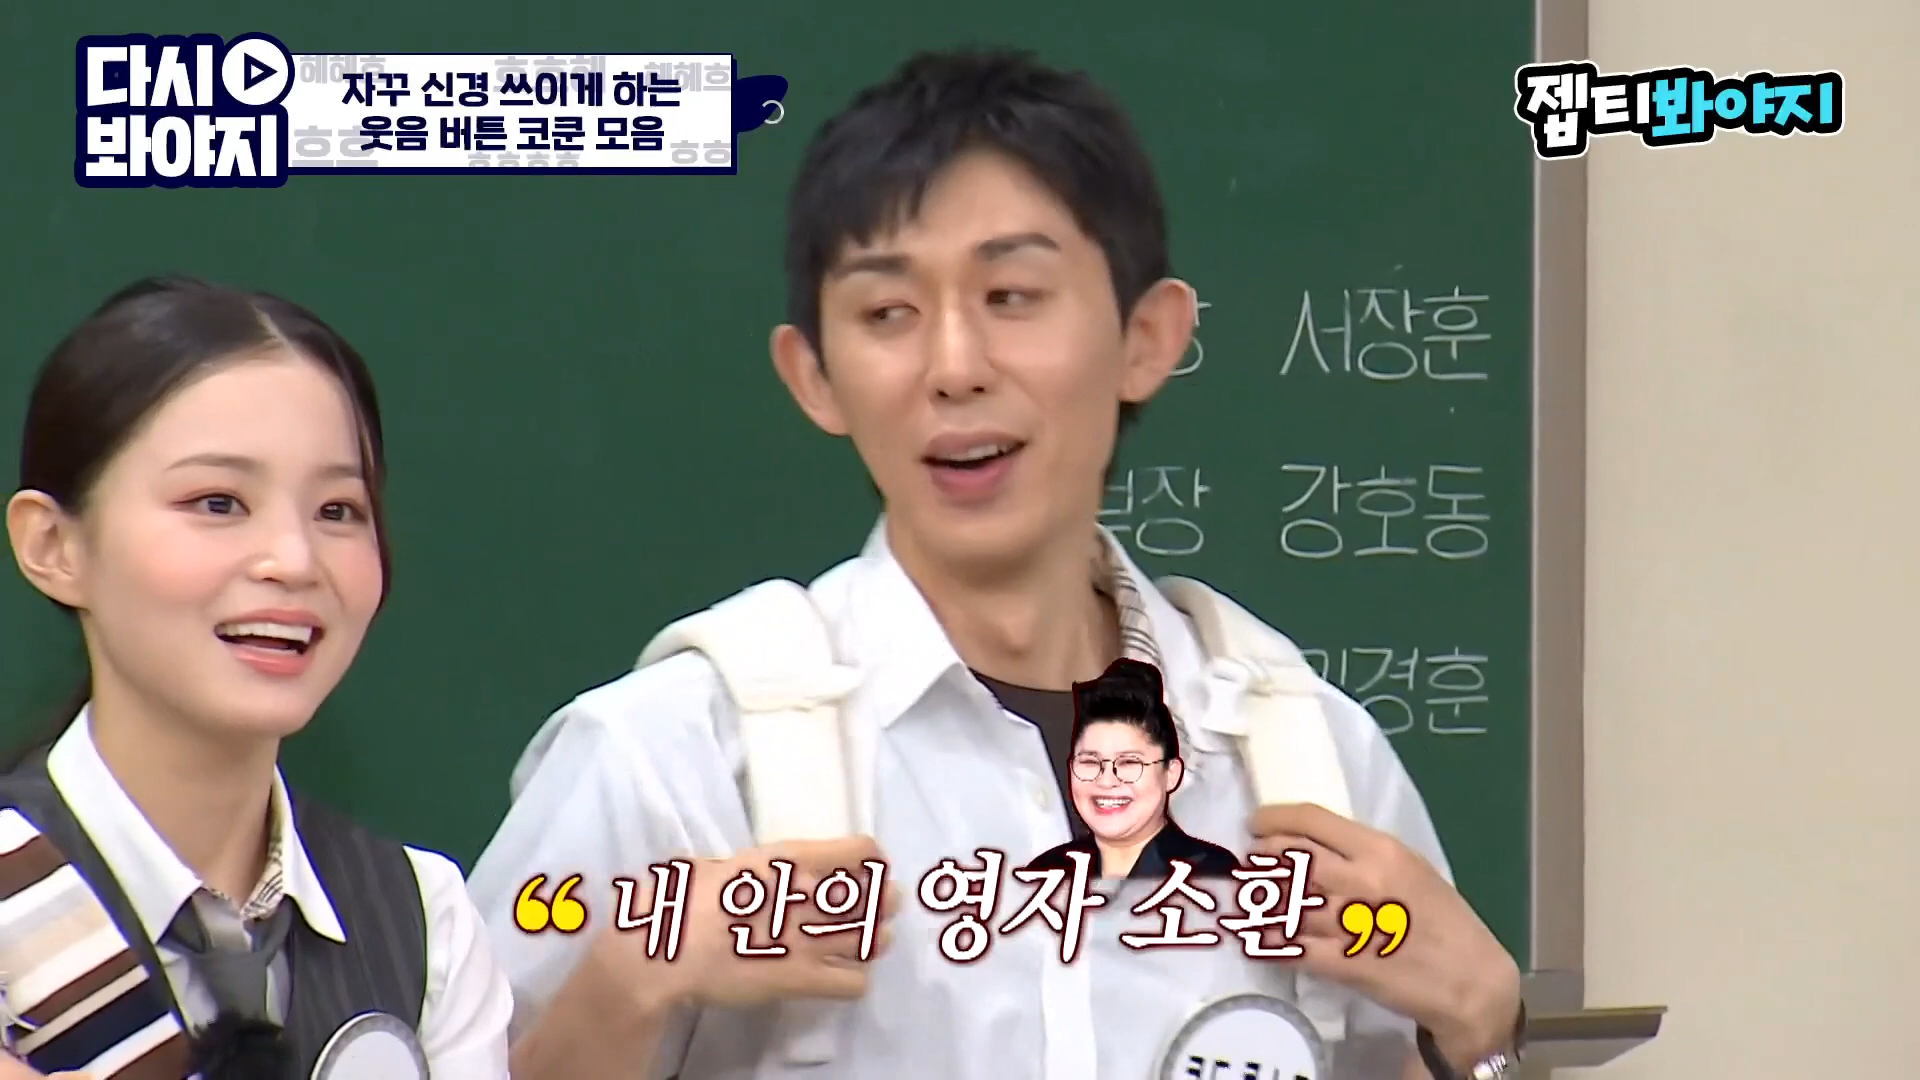 다시
봐야지
자꾸 신경 쓰이게 하는
웃음 버튼 코쿤 모음
젭티봐야지
서장훈
강호동
경훈
“ 내 안의 영자 소환 ”